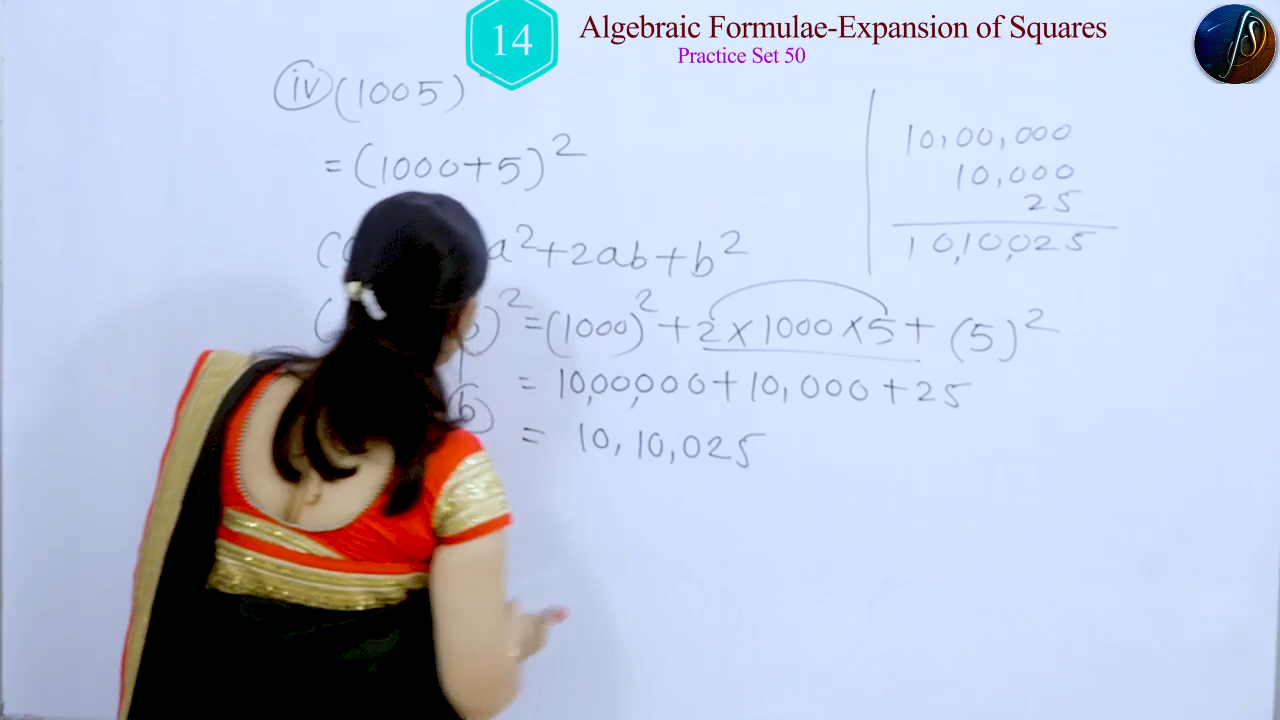 14
Algebraic Formulae-Expansion of Squares
Practice Set 50
iv (1005)
= (1000+5)²
a²+2ab+b²
)² = (1000)² + 2×1000×5 + (5)²
= 10,00,000 + 10,000 + 25
b
= 10,10,025
10,00,000
10,000
25
10,10,025